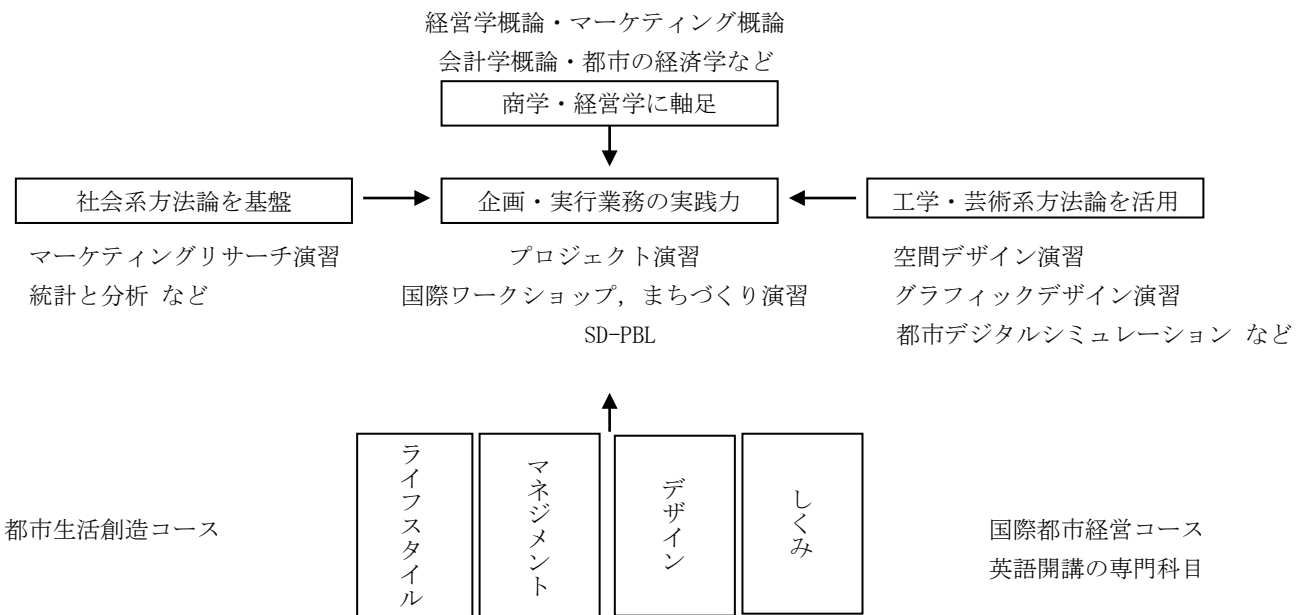 経営学概論・マーケティング概論
会計学概論・都市の経済学など
商学・経営学に軸足
社会系方法論を基盤
企画・実行業務の実践力
工学・芸術系方法論を活用
マーケティングリサーチ演習
統計と分析 など
プロジェクト演習
国際ワークショップ, まちづくり演習
SD-PBL
空間デザイン演習
グラフィックデザイン演習
都市デジタルシミュレーション など
都市生活創造コース
ライフスタイル
マネジメント
デザイン
しくみ
国際都市経営コース
英語開講の専門科目